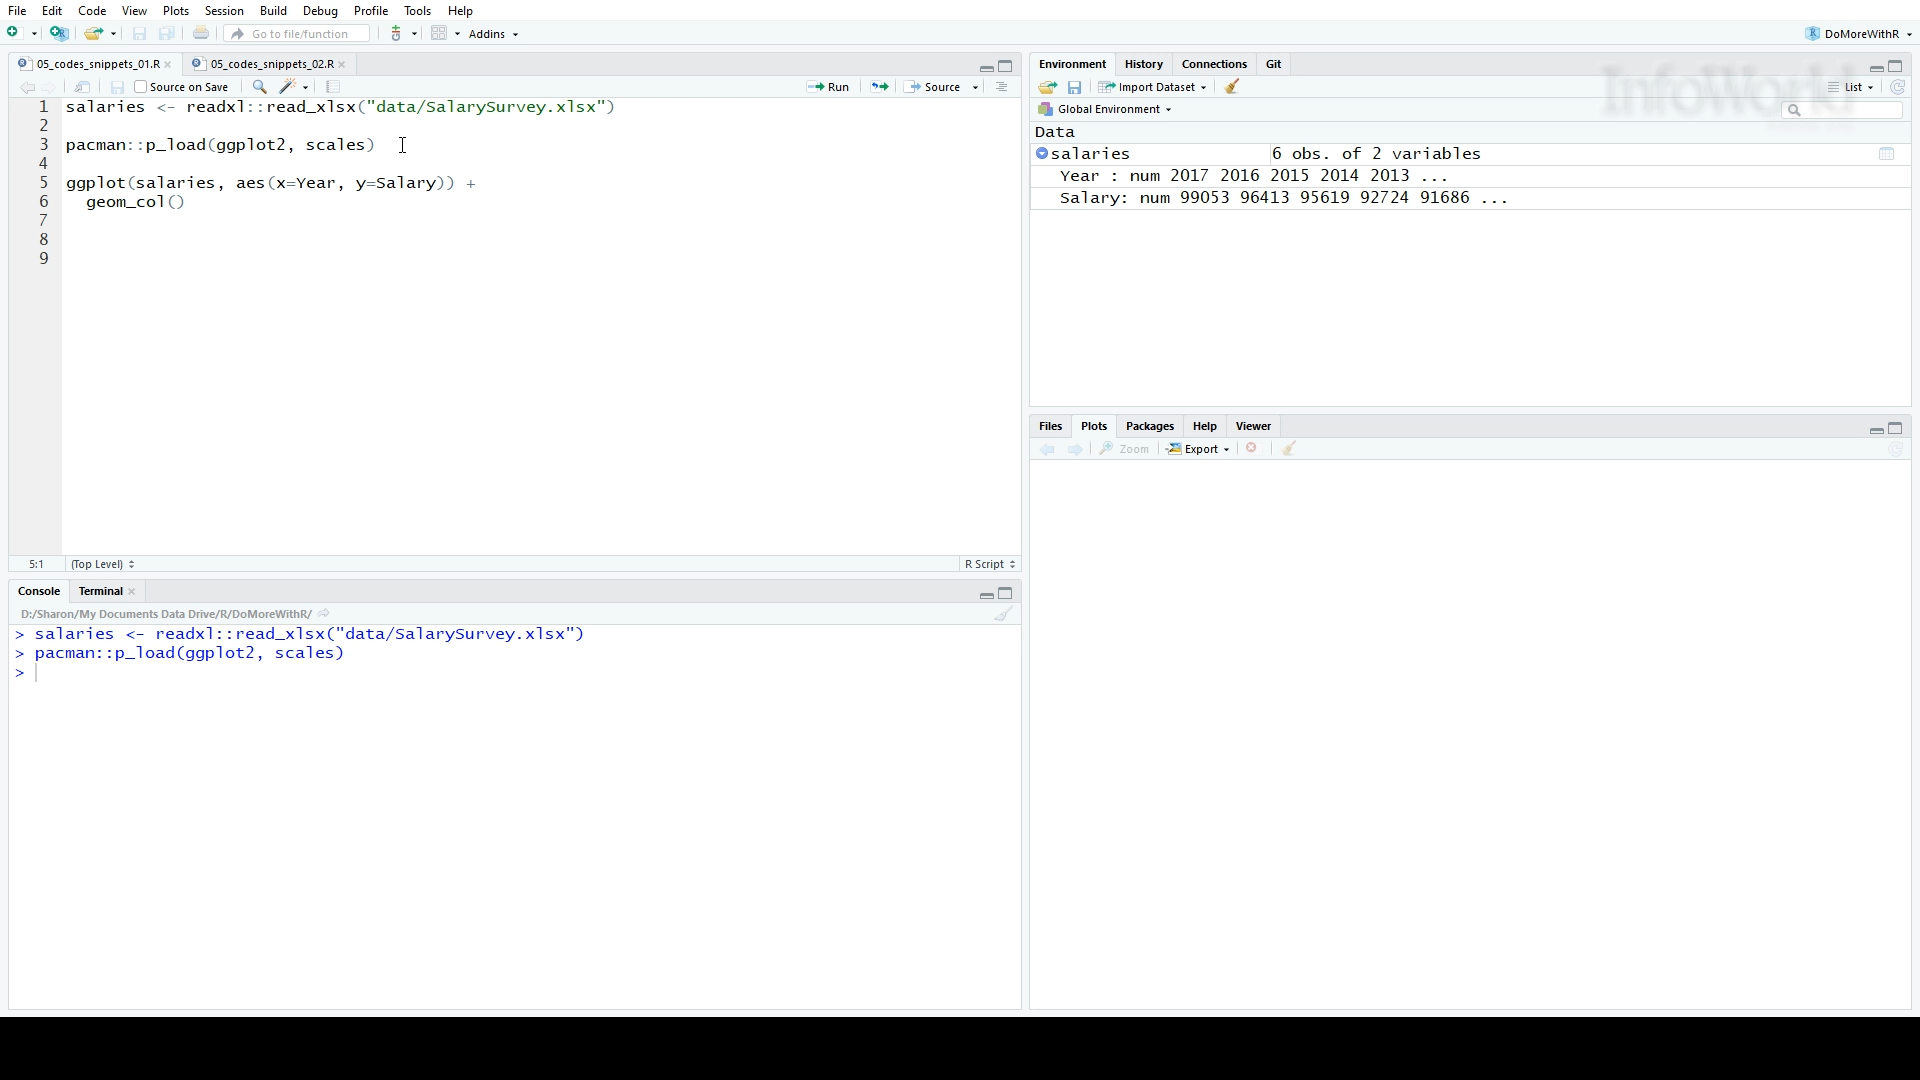 File Edit Code View Plots Session Build Debug Profile Tools Help
Go to file/function Addins DoMoreWithR
05_codes_snippets_01.R 05_codes_snippets_02.R
Source on Save Run Source
1 salaries <- readxl::read_xlsx("data/SalarySurvey.xlsx")
2
3 pacman::p_load(ggplot2, scales)
4
5 ggplot(salaries, aes(x=Year, y=Salary)) +
6 geom_col()
7
8
9
5:1 (Top Level) R Script
Console Terminal
D:/Sharon/My Documents Data Drive/R/DoMoreWithR/
> salaries <- readxl::read_xlsx("data/SalarySurvey.xlsx")
> pacman::p_load(ggplot2, scales)
>
Environment History Connections Git
Import Dataset List
InfoWorld
Global Environment
Data
salaries 6 obs. of 2 variables
Year : num 2017 2016 2015 2014 2013 ...
Salary: num 99053 96413 95619 92724 91686 ...
Files Plots Packages Help Viewer
Zoom Export